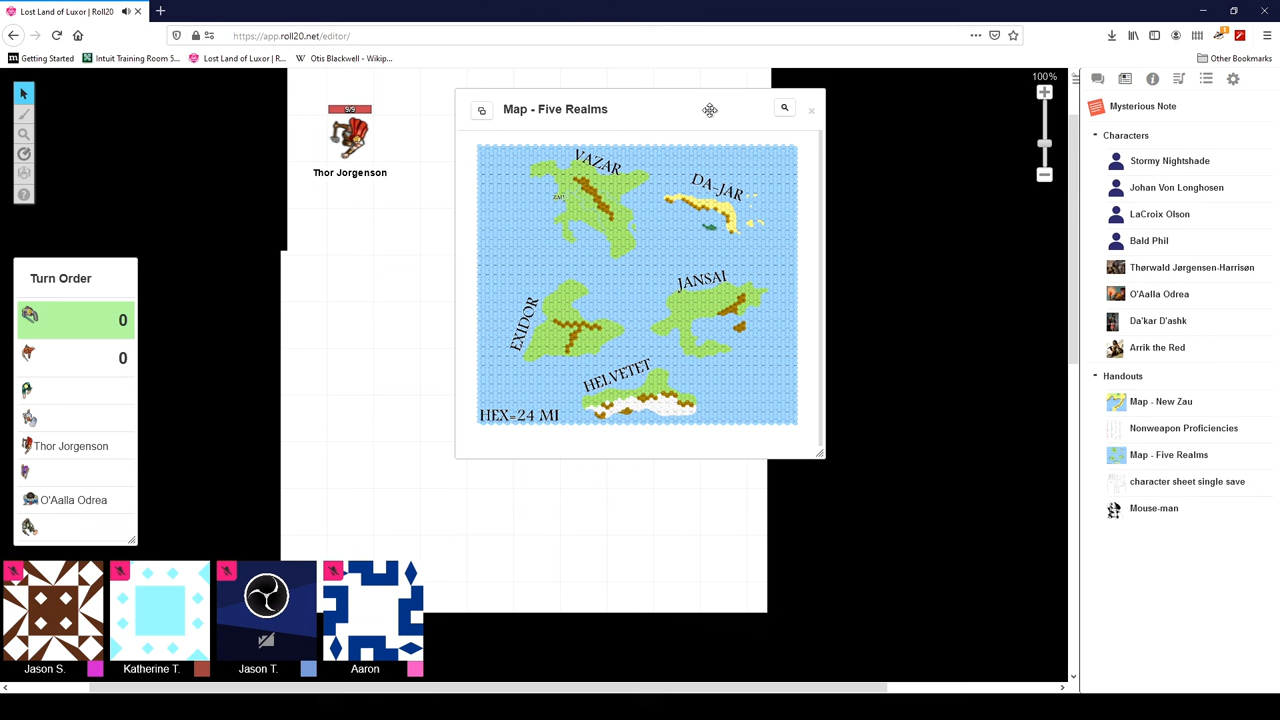 Lost Land of Luxor | Roll20
https://app.roll20.net/editor/
Getting Started
Intuit Training Room 5...
Lost Land of Luxor | R...
Otis Blackwell - Wikip...
Other Bookmarks
100%
9/9
Thor Jorgenson
Map - Five Realms
VAZAR
DA-JAR
JANSAI
EXIDOR
HELVETET
HEX=24 MI
Turn Order
0
0
Thor Jorgenson
O'Aalla Odrea
Jason S.
Katherine T.
Jason T.
Aaron
Mysterious Note
Characters
Stormy Nightshade
Johan Von Longhosen
LaCroix Olson
Bald Phil
Thørwald Jørgensen-Harrisøn
O'Aalla Odrea
Da'kar D'ashk
Arrik the Red
Handouts
Map - New Zau
Nonweapon Proficiencies
Map - Five Realms
character sheet single save
Mouse-man